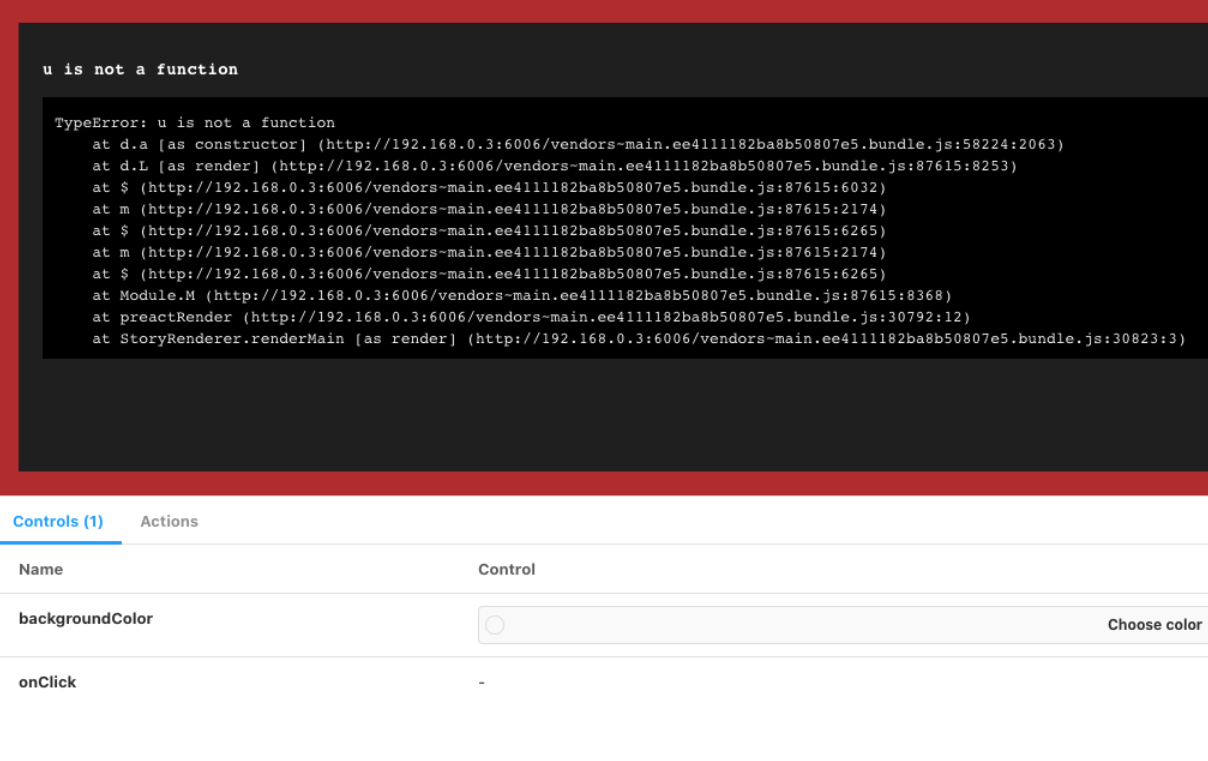 u is not a function
TypeError: u is not a function
at d.a [as constructor] (http://192.168.0.3:6006/vendors~main.ee4111182ba8b50807e5.bundle.js:58224:2063)
at d.L [as render] (http://192.168.0.3:6006/vendors~main.ee4111182ba8b50807e5.bundle.js:87615:8253)
at $ (http://192.168.0.3:6006/vendors~main.ee4111182ba8b50807e5.bundle.js:87615:6032)
at m (http://192.168.0.3:6006/vendors~main.ee4111182ba8b50807e5.bundle.js:87615:2174)
at $ (http://192.168.0.3:6006/vendors~main.ee4111182ba8b50807e5.bundle.js:87615:6265)
at m (http://192.168.0.3:6006/vendors~main.ee4111182ba8b50807e5.bundle.js:87615:2174)
at $ (http://192.168.0.3:6006/vendors~main.ee4111182ba8b50807e5.bundle.js:87615:6265)
at Module.M (http://192.168.0.3:6006/vendors~main.ee4111182ba8b50807e5.bundle.js:87615:8368)
at preactRender (http://192.168.0.3:6006/vendors~main.ee4111182ba8b50807e5.bundle.js:30792:12)
at StoryRenderer.renderMain [as render] (http://192.168.0.3:6006/vendors~main.ee4111182ba8b50807e5.bundle.js:30823:3)
Controls (1) Actions
Name Control
backgroundColor Choose color
onClick -